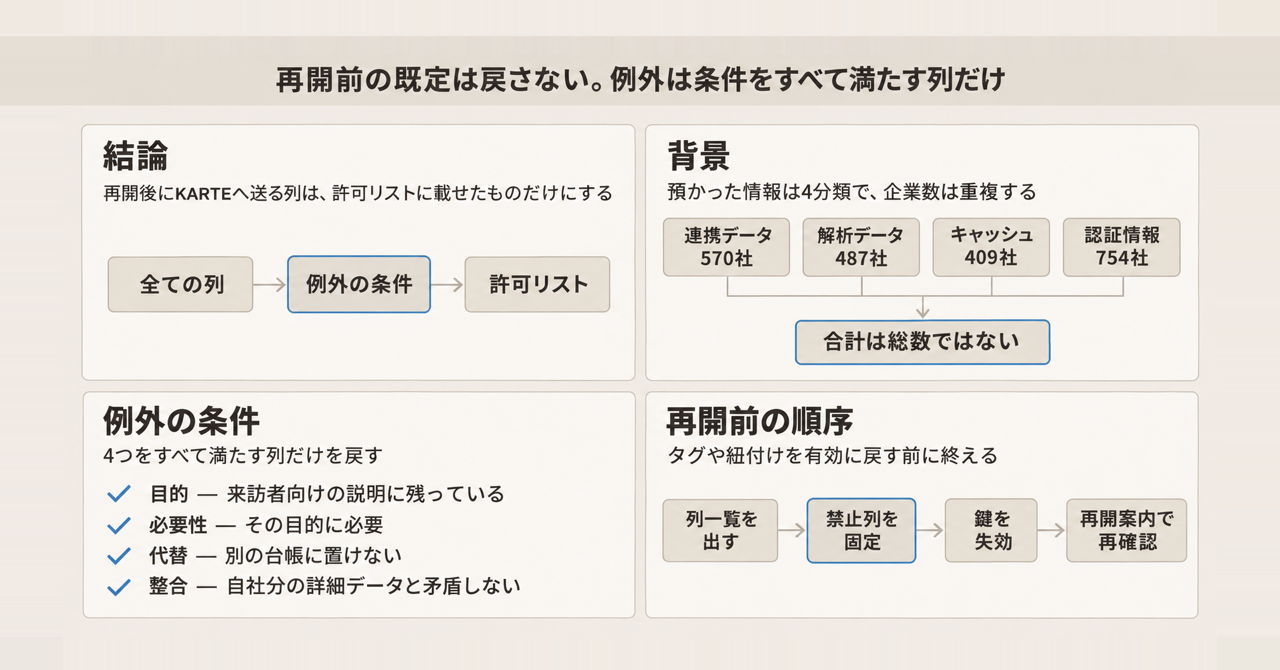 再開前の既定は戻さない。例外は条件をすべて満たす列だけ
結論
再開後にKARTEへ送る列は、許可リストに載せたものだけにする
全ての列
例外の条件
許可リスト
背景
預かった情報は4分類で、企業数は重複する
連携データ
570社
解析データ
487社
キャッシュ
409社
認証情報
754社
合計は総数ではない
例外の条件
4つをすべて満たす列だけを戻す
目的 — 来訪者向けの説明に残っている
必要性 — その目的に必要
代替 — 別の台帳に置けない
整合 — 自社分の詳細データと矛盾しない
再開前の順序
タグや紐付けを有効に戻す前に終える
列一覧を
出す
禁止列を
固定
鍵を
失効
再開案内で
再確認